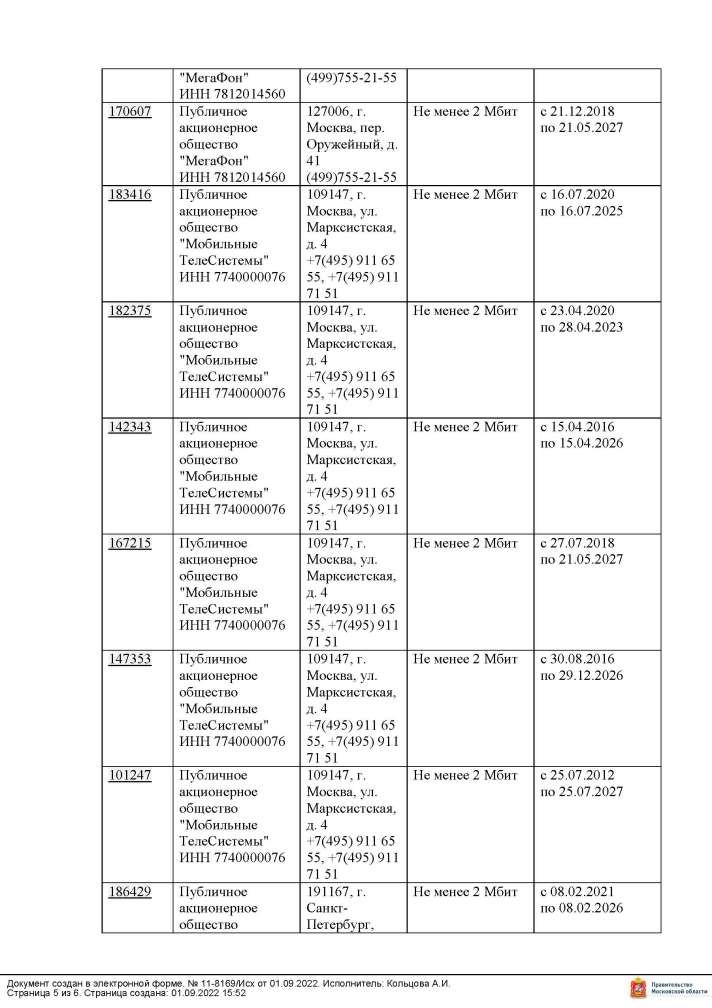 "МегаФон"
ИНН 7812014560
(499)755-21-55
170607
Публичное
акционерное
общество
"МегаФон"
ИНН 7812014560
127006, г.
Москва, пер.
Оружейный, д.
41
(499)755-21-55
Не менее 2 Мбит
с 21.12.2018
по 21.05.2027
183416
Публичное
акционерное
общество
"Мобильные
ТелеСистемы"
ИНН 7740000076
109147, г.
Москва, ул.
Марксистская,
д. 4
+7(495) 911 65
55, +7(495) 911
71 51
Не менее 2 Мбит
с 16.07.2020
по 16.07.2025
182375
Публичное
акционерное
общество
"Мобильные
ТелеСистемы"
ИНН 7740000076
109147, г.
Москва, ул.
Марксистская,
д. 4
+7(495) 911 65
55, +7(495) 911
71 51
Не менее 2 Мбит
с 23.04.2020
по 28.04.2023
142343
Публичное
акционерное
общество
"Мобильные
ТелеСистемы"
ИНН 7740000076
109147, г.
Москва, ул.
Марксистская,
д. 4
+7(495) 911 65
55, +7(495) 911
71 51
Не менее 2 Мбит
с 15.04.2016
по 15.04.2026
167215
Публичное
акционерное
общество
"Мобильные
ТелеСистемы"
ИНН 7740000076
109147, г.
Москва, ул.
Марксистская,
д. 4
+7(495) 911 65
55, +7(495) 911
71 51
Не менее 2 Мбит
с 27.07.2018
по 21.05.2027
147353
Публичное
акционерное
общество
"Мобильные
ТелеСистемы"
ИНН 7740000076
109147, г.
Москва, ул.
Марксистская,
д. 4
+7(495) 911 65
55, +7(495) 911
71 51
Не менее 2 Мбит
с 30.08.2016
по 29.12.2026
101247
Публичное
акционерное
общество
"Мобильные
ТелеСистемы"
ИНН 7740000076
109147, г.
Москва, ул.
Марксистская,
д. 4
+7(495) 911 65
55, +7(495) 911
71 51
Не менее 2 Мбит
с 25.07.2012
по 25.07.2027
186429
Публичное
акционерное
общество
191167, г.
Санкт-
Петербург,
Не менее 2 Мбит
с 08.02.2021
по 08.02.2026
Документ создан в электронной форме. № 11-8169/Исх от 01.09.2022. Исполнитель: Кольцова А.И.
Страница 5 из 6. Страница создана: 01.09.2022 15:52
Правительство
Московской области